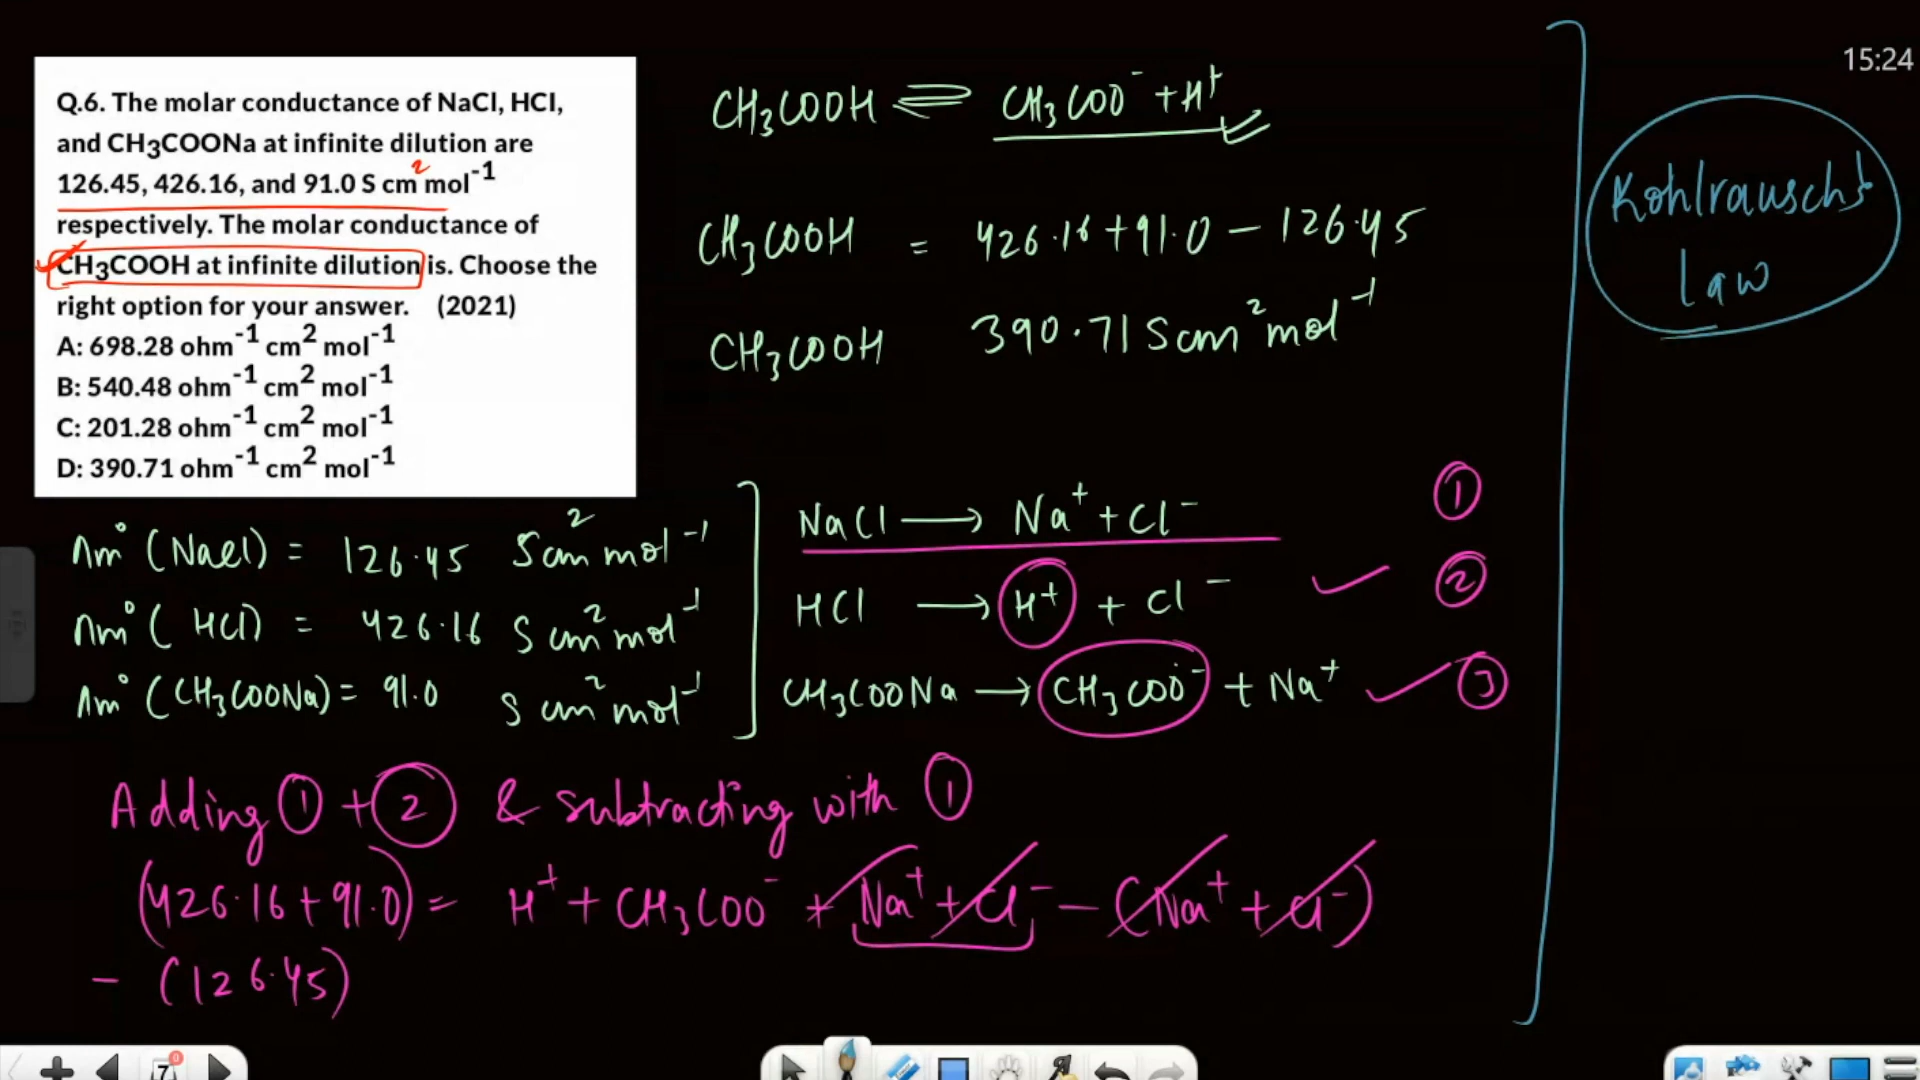 15:24
Q.6. The molar conductance of NaCl, HCl,
and CH3COONa at infinite dilution are
126.45, 426.16, and 91.0 S cm 2 mol-1
respectively. The molar conductance of
CH3COOH at infinite dilution is. Choose the
right option for your answer. (2021)
A: 698.28 ohm-1 cm2 mol-1
B: 540.48 ohm-1 cm2 mol-1
C: 201.28 ohm-1 cm2 mol-1
D: 390.71 ohm-1 cm2 mol-1
CH3COOH ⇌ CH3COO- + H+
CH3COOH = 426.16 + 91.0 - 126.45
CH3COOH 390.71 S cm2 mol-1
Kohlrausch's
law
Λm° (NaCl) = 126.45 S cm2 mol-1
Λm° (HCl) = 426.16 S cm2 mol-1
Λm° (CH3COONa) = 91.0 S cm2 mol-1
NaCl → Na+ + Cl- 1
HCl → H+ + Cl- 2
CH3COONa → CH3COO- + Na+ 3
Adding 1 + 2 & subtracting with 1
(426.16 + 91.0) = H+ + CH3COO- + Na+ + Cl- - (Na+ + Cl-)
- (126.45)
7
0